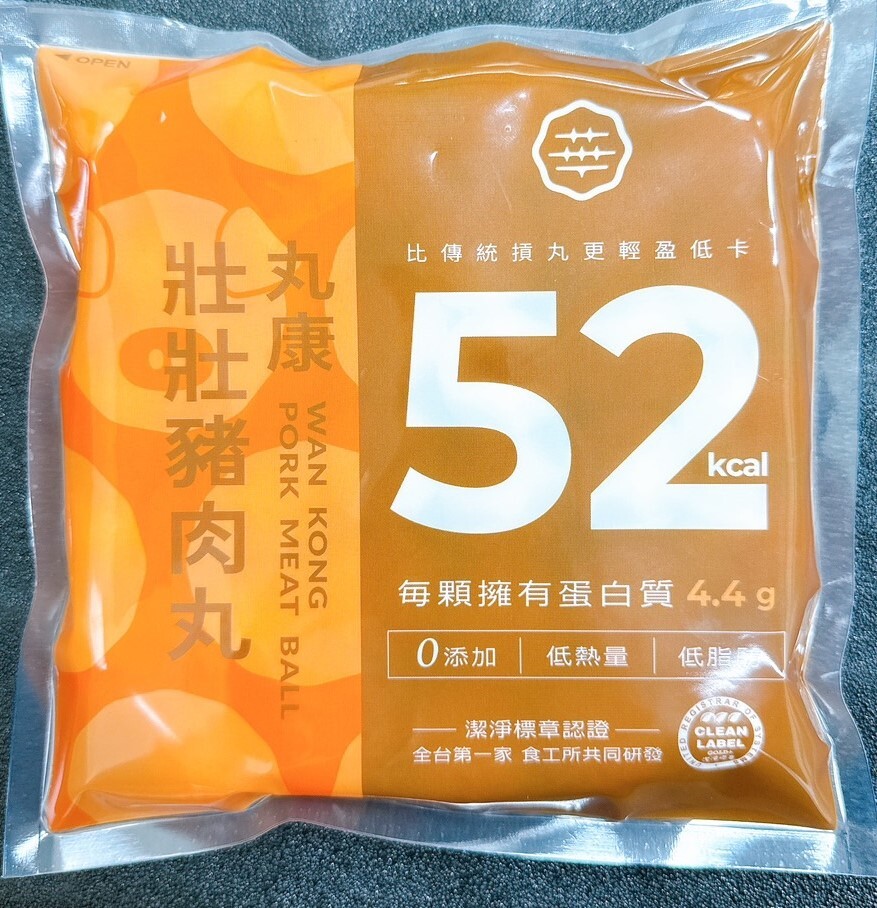 OPEN
丸康
壯壯豬肉丸
WAN KONG
PORK MEAT BALL
比傳統摃丸更輕盈低卡
52
kcal
每顆擁有蛋白質 4.4 g
0添加 | 低熱量 | 低脂
潔淨標章認證
全台第一家 食工所共同研發
REGISTRAR OF
CLEAN
LABEL